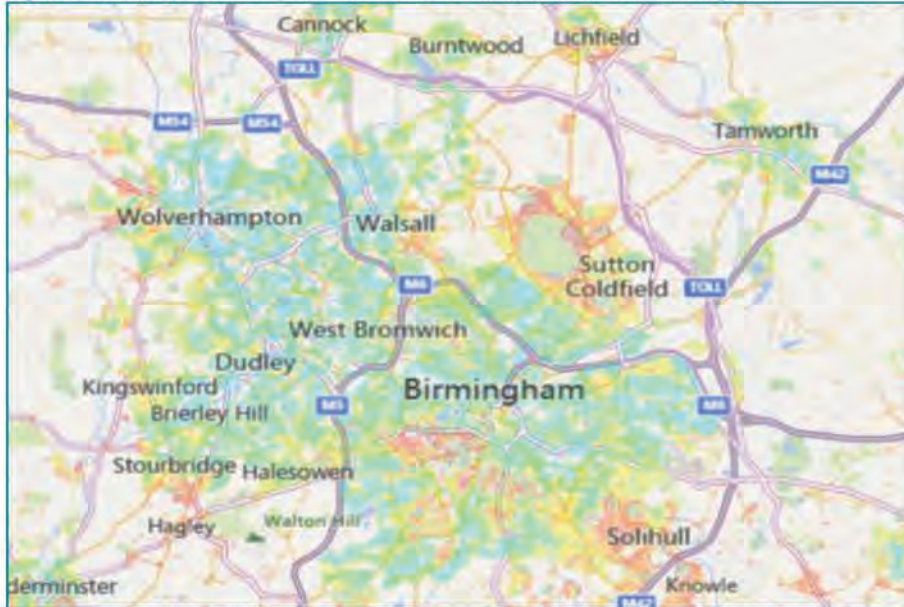 Cannock
Burntwood
Lichfield
TOLL
M54
M54
Tamworth
M42
Wolverhampton
Walsall
Sutton
Coldfield
M6
TOLL
West Bromwich
Dudley
Kingswinford
Birmingham
Brierley Hill
M5
M6
Stourbridge
Halesowen
Hagley
Walton Hill
Solihull
derminster
Knowle
M42